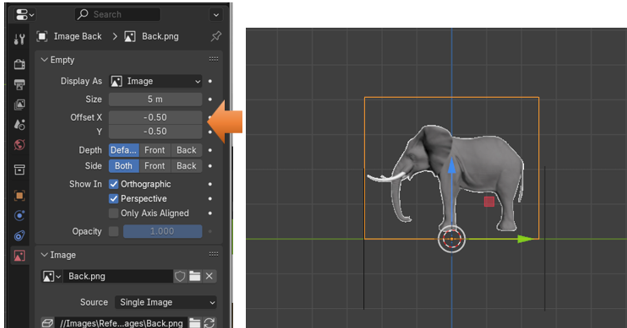 Search
Image Back > Back.png
Empty
Display As Image
Size 5 m
Offset X -0.50
Y -0.50
Depth Defa... Front Back
Side Both Front Back
Show In Orthographic
Perspective
Only Axis Aligned
Opacity 1.000
Image
Back.png
Source Single Image
//Images\Refe...ages\Back.png